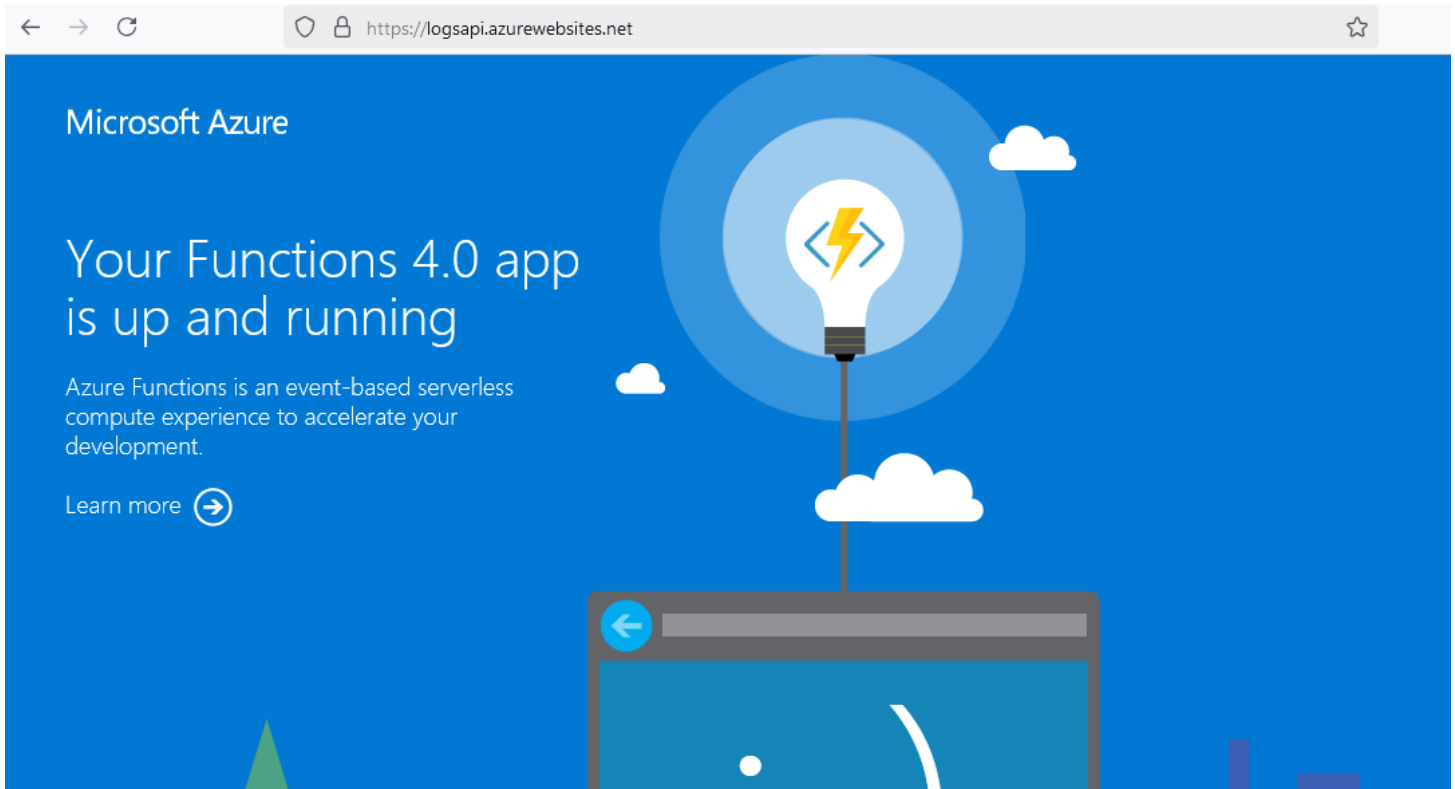 https://logsapi.azurewebsites.net
Microsoft Azure
Your Functions 4.0 app
is up and running
Azure Functions is an event-based serverless
compute experience to accelerate your
development.
Learn more